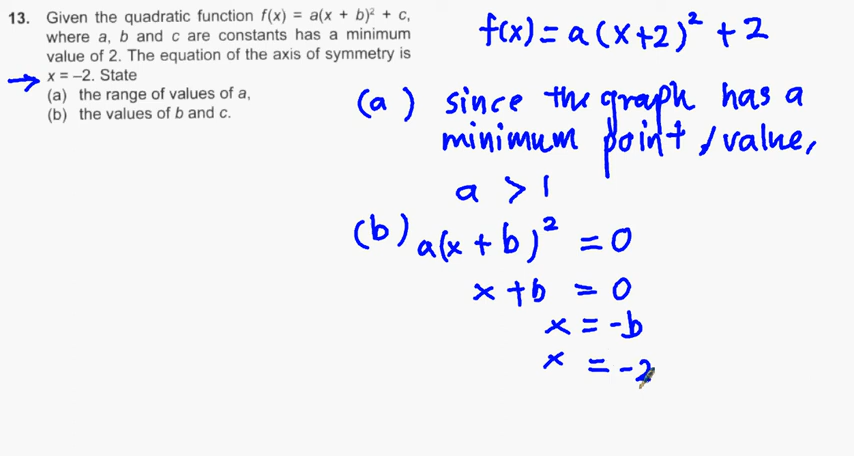 13. Given the quadratic function f(x) = a(x + b)² + c,
where a, b and c are constants has a minimum
value of 2. The equation of the axis of symmetry is
x = –2. State
(a) the range of values of a,
(b) the values of b and c.
f(x) = a(x+2)² + 2
(a) since the graph has a
minimum point / value,
a > 1
(b) a(x + b)² = 0
x + b = 0
x = -b
x = -2